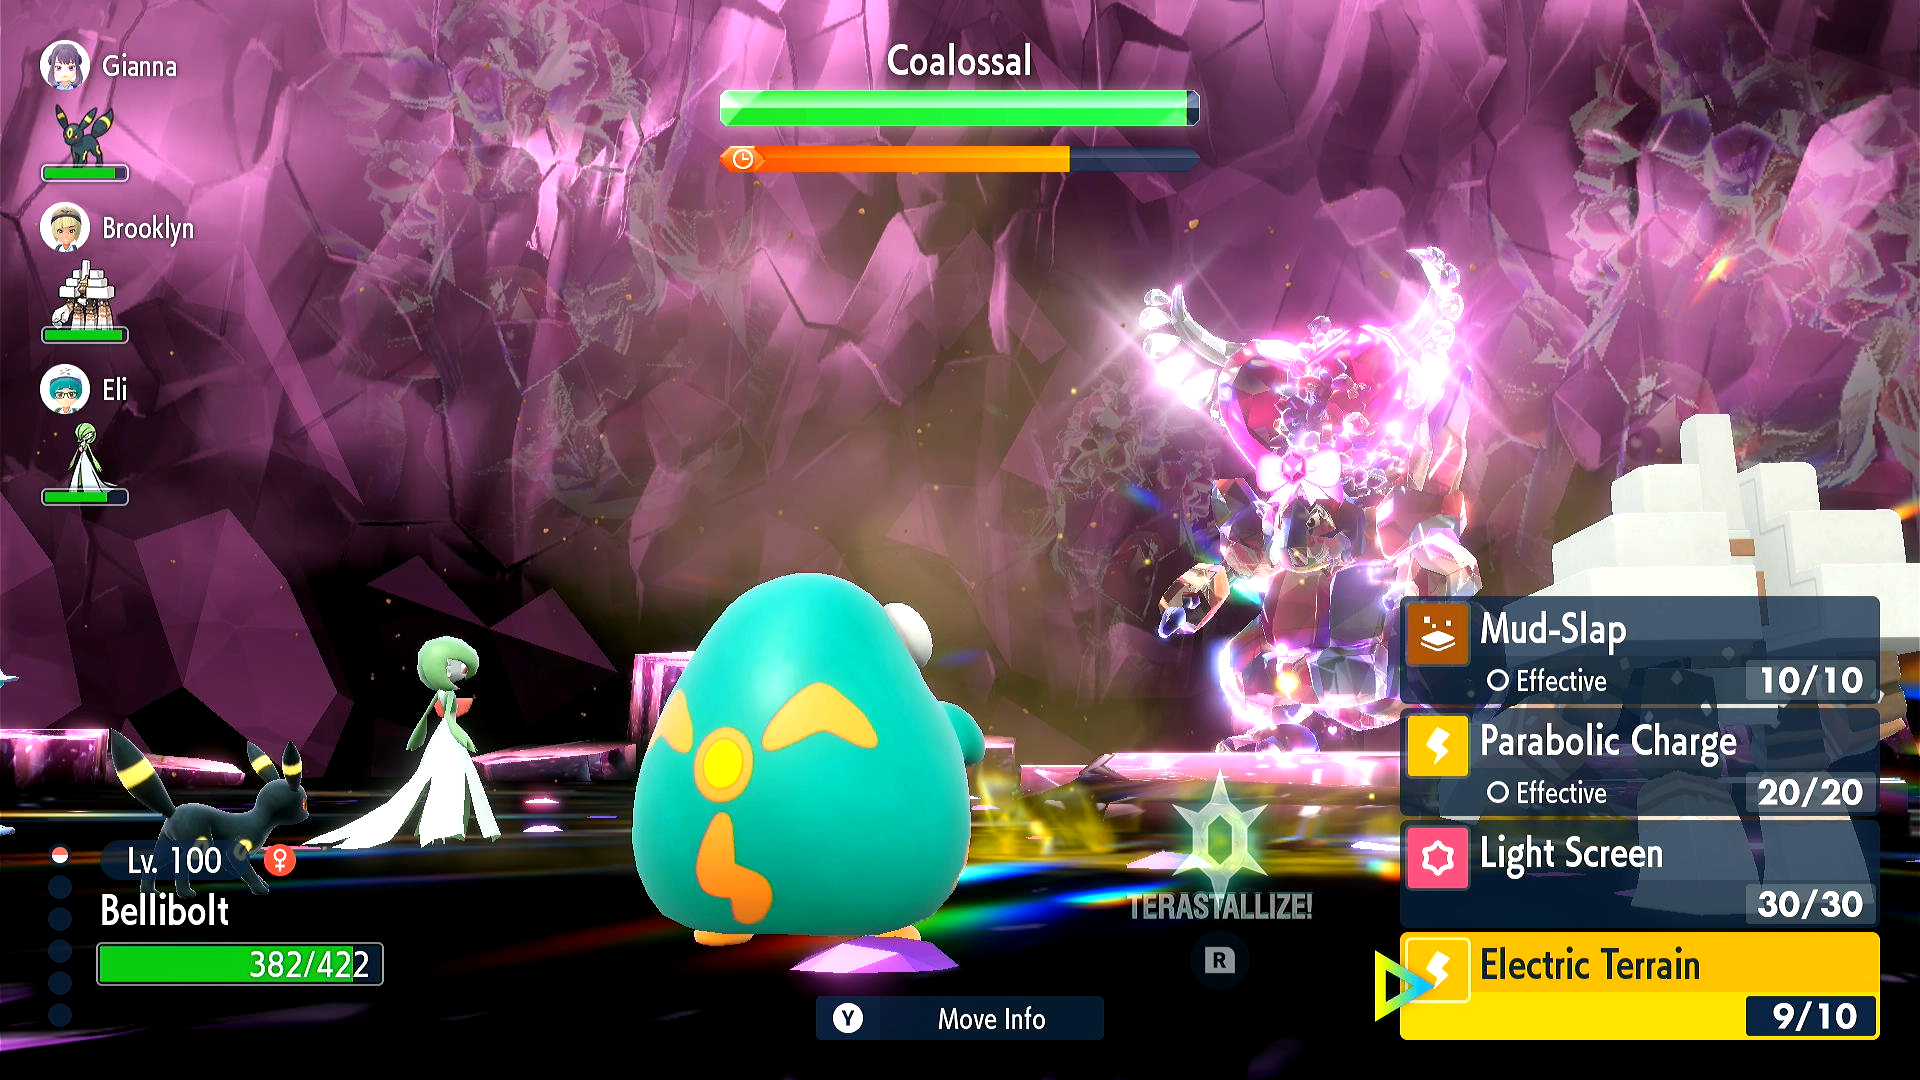 Gianna
Coalossal
Brooklyn
Eli
Mud-Slap
Effective
10/10
Parabolic Charge
Effective
20/20
Light Screen
30/30
Electric Terrain
9/10
TERASTALLIZE!
R
Lv. 100
Bellibolt
382/422
Y
Move Info